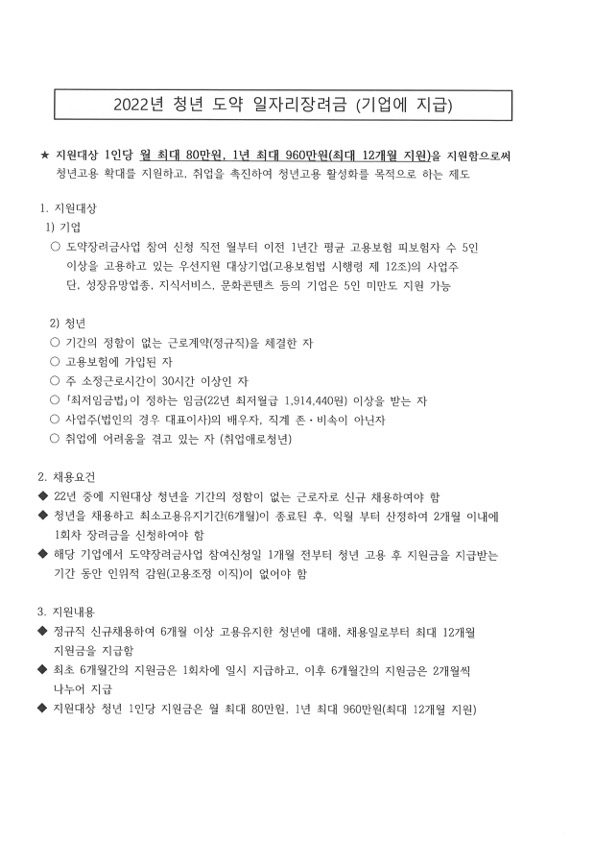 2022년 청년 도약 일자리장려금 (기업에 지급)
★ 지원대상 1인당 월 최대 80만원, 1년 최대 960만원(최대 12개월 지원)을 지원함으로써
청년고용 확대를 지원하고, 취업을 촉진하여 청년고용 활성화를 목적으로 하는 제도
1. 지원대상
1) 기업
○ 도약장려금사업 참여 신청 직전 월부터 이전 1년간 평균 고용보험 피보험자 수 5인
이상을 고용하고 있는 우선지원 대상기업(고용보험법 시행령 제 12조)의 사업주
단, 성장유망업종, 지식서비스, 문화콘텐츠 등의 기업은 5인 미만도 지원 가능
2) 청년
○ 기간의 정함이 없는 근로계약(정규직)을 체결한 자
○ 고용보험에 가입된 자
○ 주 소정근로시간이 30시간 이상인 자
○ 「최저임금법」이 정하는 임금(22년 최저월급 1,914,440원) 이상을 받는 자
○ 사업주(법인의 경우 대표이사)의 배우자, 직계 존·비속이 아닌자
○ 취업에 어려움을 겪고 있는 자 (취업애로청년)
2. 채용요건
◆ 22년 중에 지원대상 청년을 기간의 정함이 없는 근로자로 신규 채용하여야 함
◆ 청년을 채용하고 최소고용유지기간(6개월)이 종료된 후, 익월 부터 산정하여 2개월 이내에
1회차 장려금을 신청하여야 함
◆ 해당 기업에서 도약장려금사업 참여신청일 1개월 전부터 청년 고용 후 지원금을 지급받는
기간 동안 인위적 감원(고용조정 이직)이 없어야 함
3. 지원내용
◆ 정규직 신규채용하여 6개월 이상 고용유지한 청년에 대해, 채용일로부터 최대 12개월
지원금을 지급함
◆ 최초 6개월간의 지원금은 1회차에 일시 지급하고, 이후 6개월간의 지원금은 2개월씩
나누어 지급
◆ 지원대상 청년 1인당 지원금은 월 최대 80만원, 1년 최대 960만원(최대 12개월 지원)